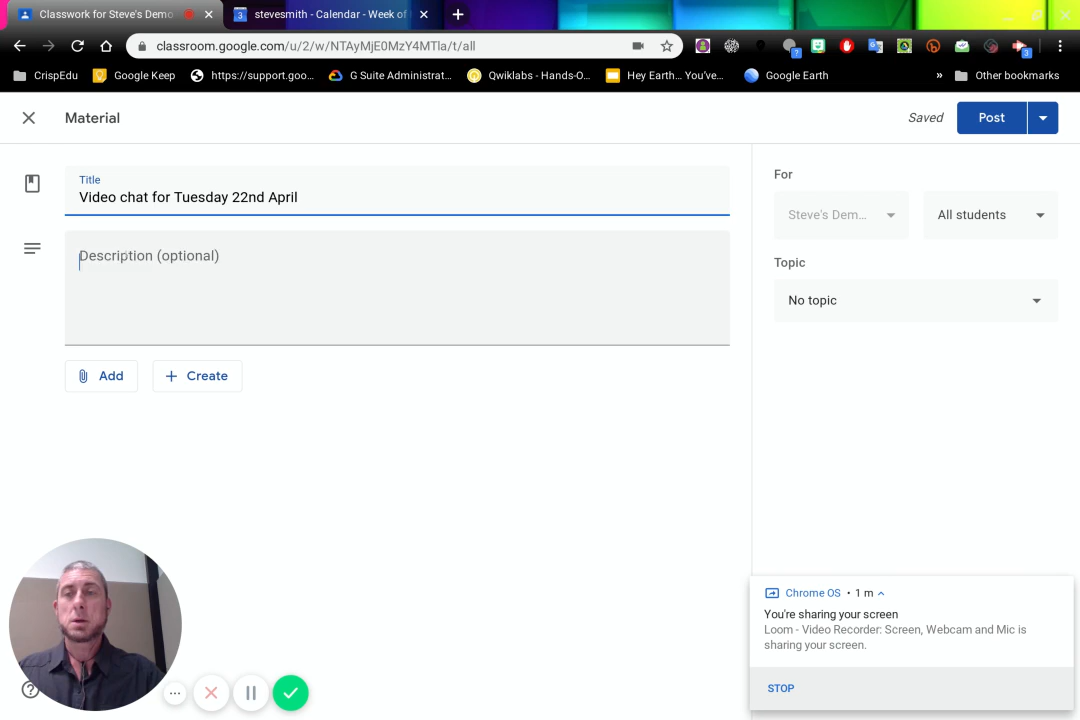 Classwork for Steve's Demo
3 stevesmith - Calendar - Week of
classroom.google.com/u/2/w/NTAyMjE0MzY4MTla/t/all
CrispEdu
Google Keep
https://support.goo...
G Suite Administrat...
Qwiklabs - Hands-O...
Hey Earth... You've...
Google Earth
»
Other bookmarks
Material
Saved
Post
Title
Video chat for Tuesday 22nd April
Description (optional)
Add
Create
For
Steve's Dem...
All students
Topic
No topic
Chrome OS • 1 m
You're sharing your screen
Loom - Video Recorder: Screen, Webcam and Mic is
sharing your screen.
STOP